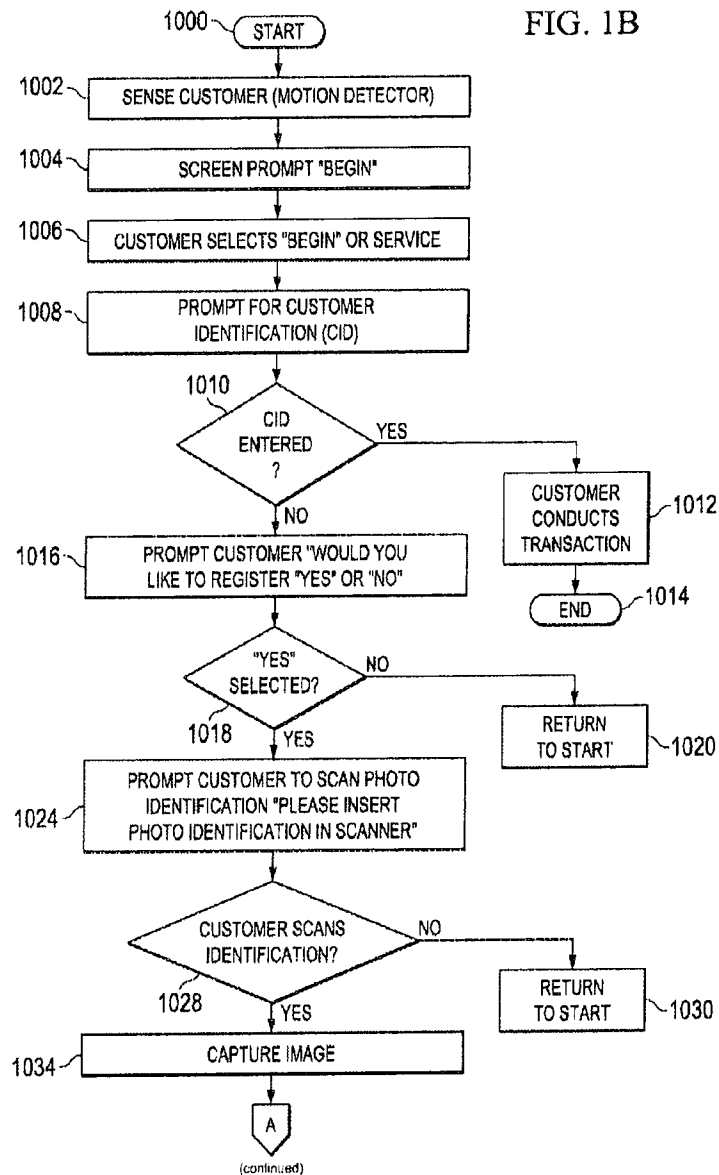 FIG. 1B
1000
START
1002
SENSE CUSTOMER (MOTION DETECTOR)
1004
SCREEN PROMPT "BEGIN"
1006
CUSTOMER SELECTS "BEGIN" OR SERVICE
1008
PROMPT FOR CUSTOMER
IDENTIFICATION (CID)
1010
CID
ENTERED
?
YES
NO
CUSTOMER
CONDUCTS
TRANSACTION
1012
END
1014
1016
PROMPT CUSTOMER "WOULD YOU
LIKE TO REGISTER "YES" OR "NO"
"YES"
SELECTED?
1018
NO
YES
RETURN
TO START
1020
1024
PROMPT CUSTOMER TO SCAN PHOTO
IDENTIFICATION "PLEASE INSERT
PHOTO IDENTIFICATION IN SCANNER"
CUSTOMER SCANS
IDENTIFICATION?
1028
NO
YES
RETURN
TO START
1030
1034
CAPTURE IMAGE
A
(continued)